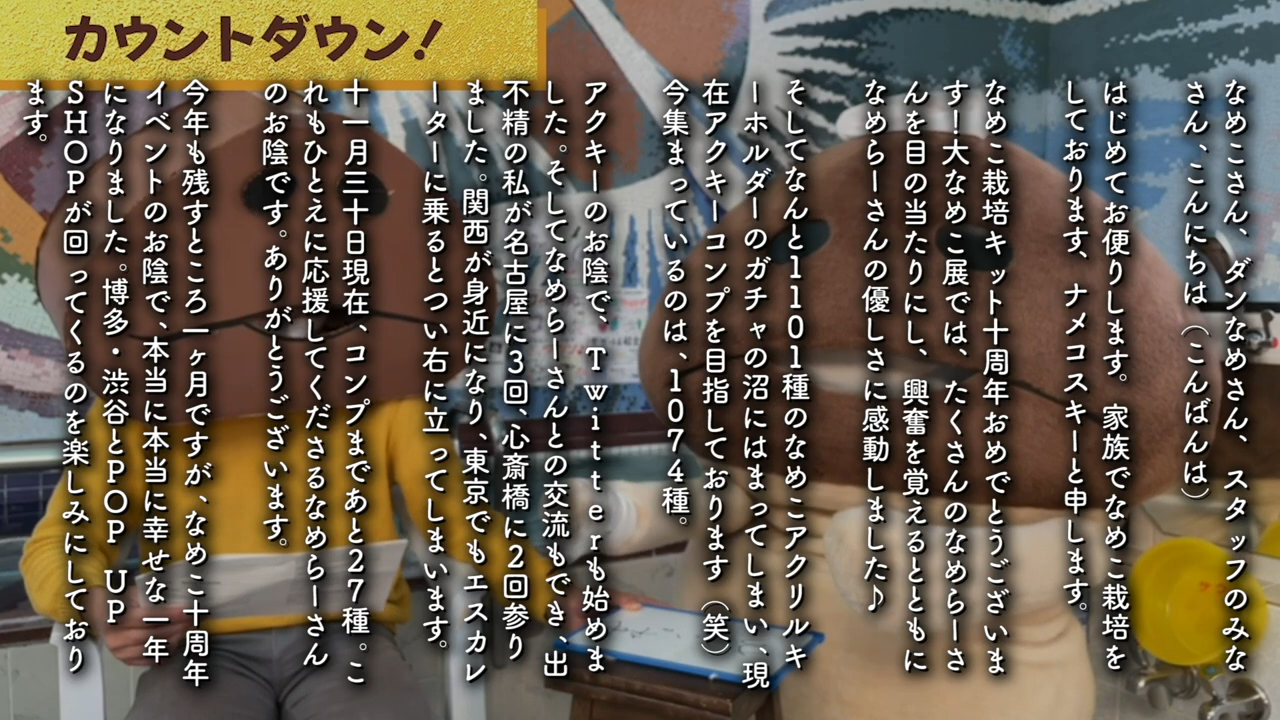 カウントダウン!
なめこさん、ダンなめさん、スタッフのみな
さん、こんにちは（こんばんは）
はじめてお便りします。家族でなめこ栽培を
しております、ナメコスキーと申します。
なめこ栽培キット十周年おめでとうございま
す！大なめこ展では、たくさんのなめらーさ
んを目の当たりにし、興奮を覚えるとともに
なめらーさんの優しさに感動しました♪
そしてなんと1101種のなめこアクリルキ
ーホルダーのガチャの沼にはまってしまい、現
在アクキーコンプを目指しております（笑）
今集まっているのは、1074種。
アクキーのお陰で、Twitterも始めま
した。そしてなめらーさんとの交流もでき、出
不精の私が名古屋に3回、心斎橋に2回参り
ました。関西が身近になり、東京でもエスカレ
ーターに乗るとつい右に立ってしまいます。
十一月三十日現在、コンプまであと27種。こ
れもひとえに応援してくださるなめらーさん
のお陰です。ありがとうございます。
今年も残すところ一ヶ月ですが、なめこ十周年
イベントのお陰で、本当に本当に幸せな一年
になりました。博多・渋谷とPOP UP
SHOPが回ってくるのを楽しみにしており
ます。